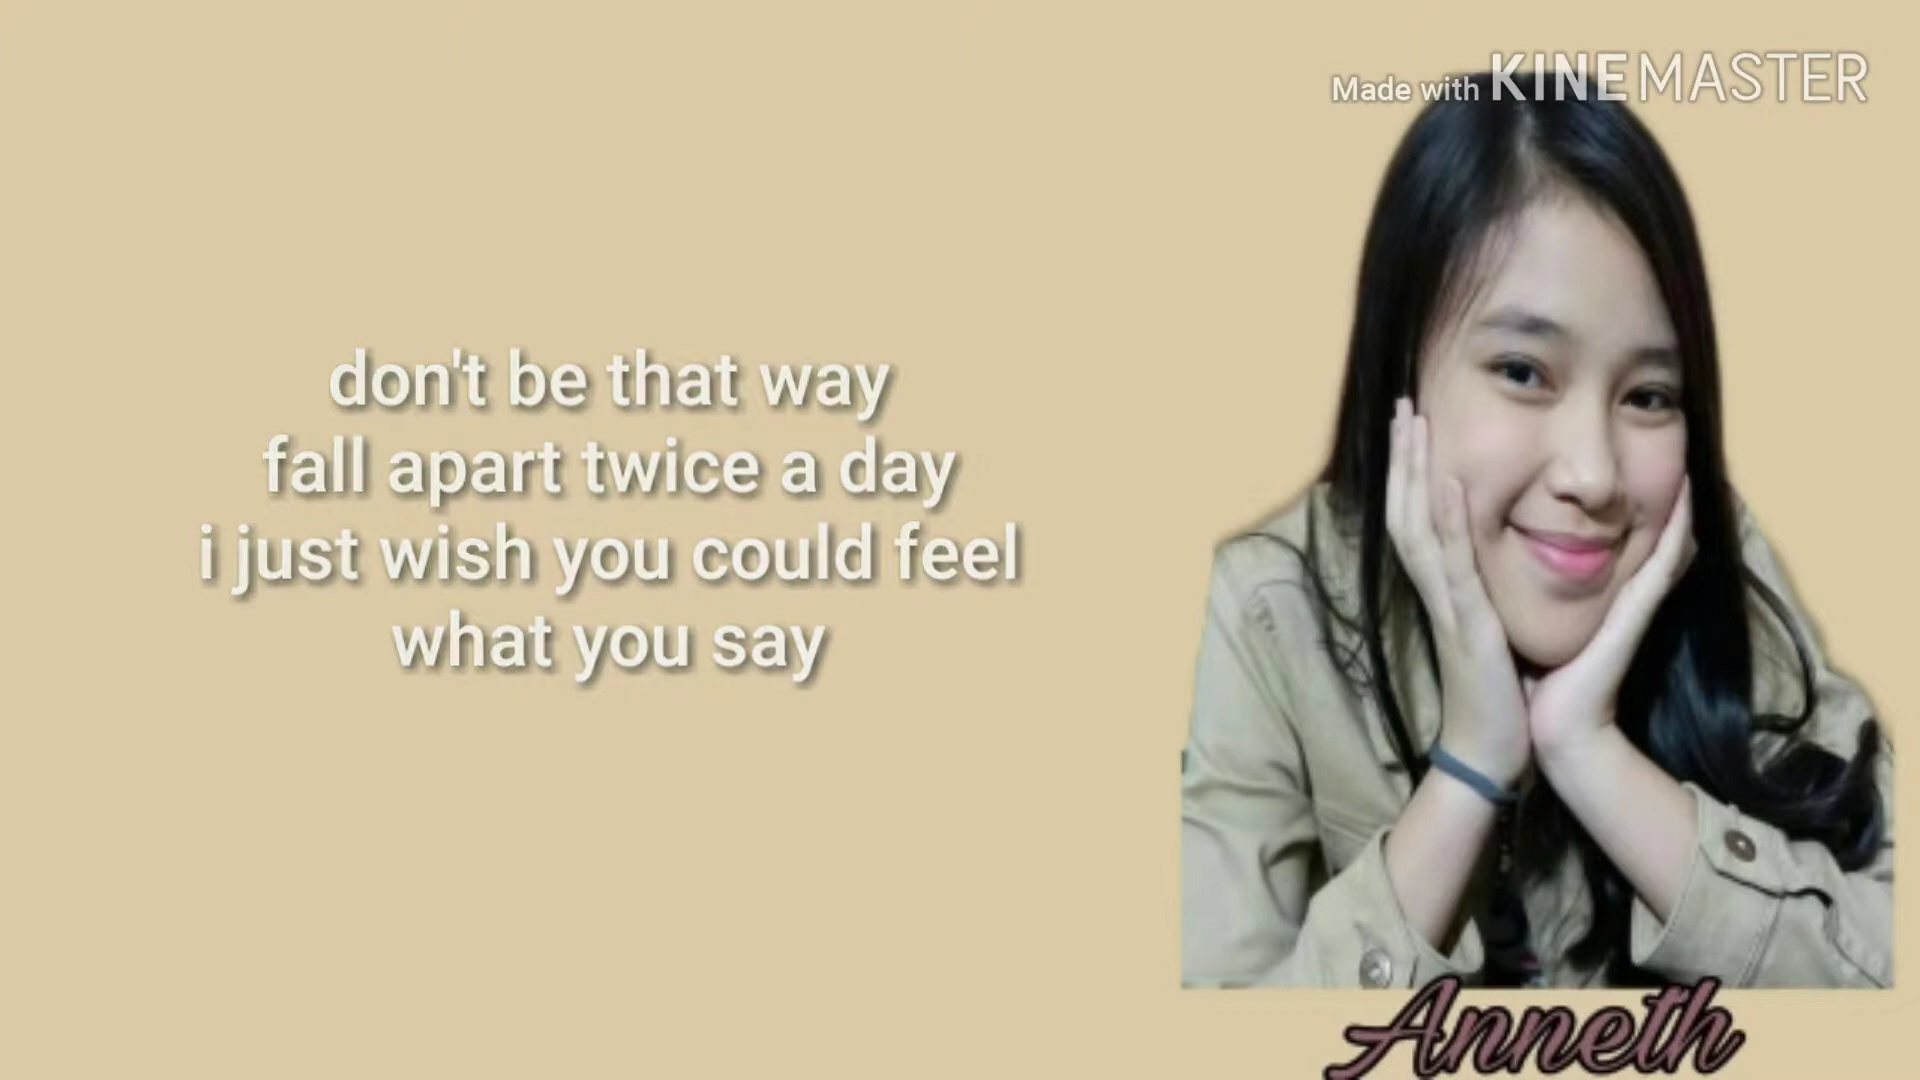 Made with KINEMASTER
don't be that way
fall apart twice a day
i just wish you could feel
what you say
Anneth